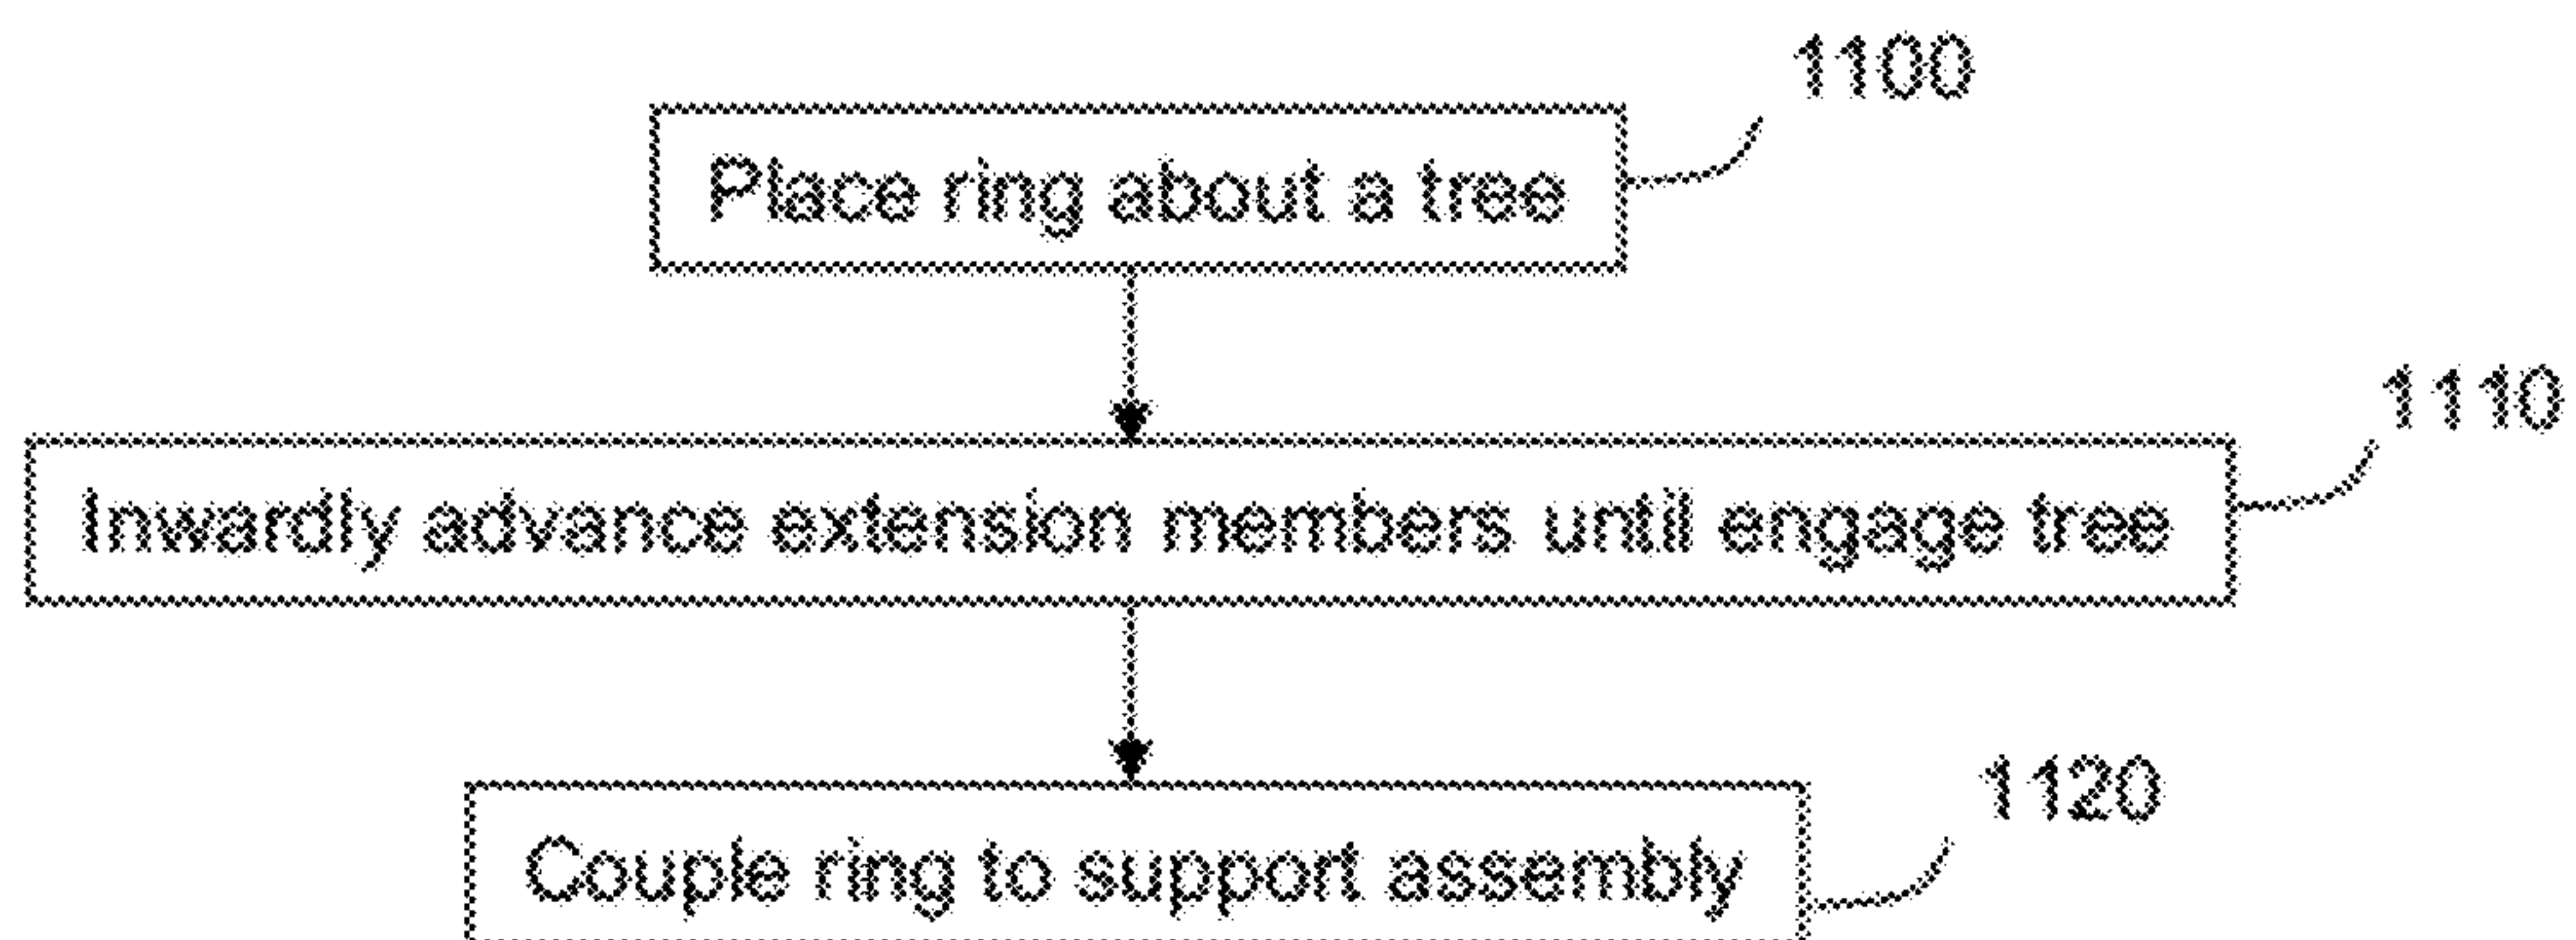 1100
Place ring about a tree
1110
Inwardly advance extension members until engage tree
1120
Couple ring to support assembly